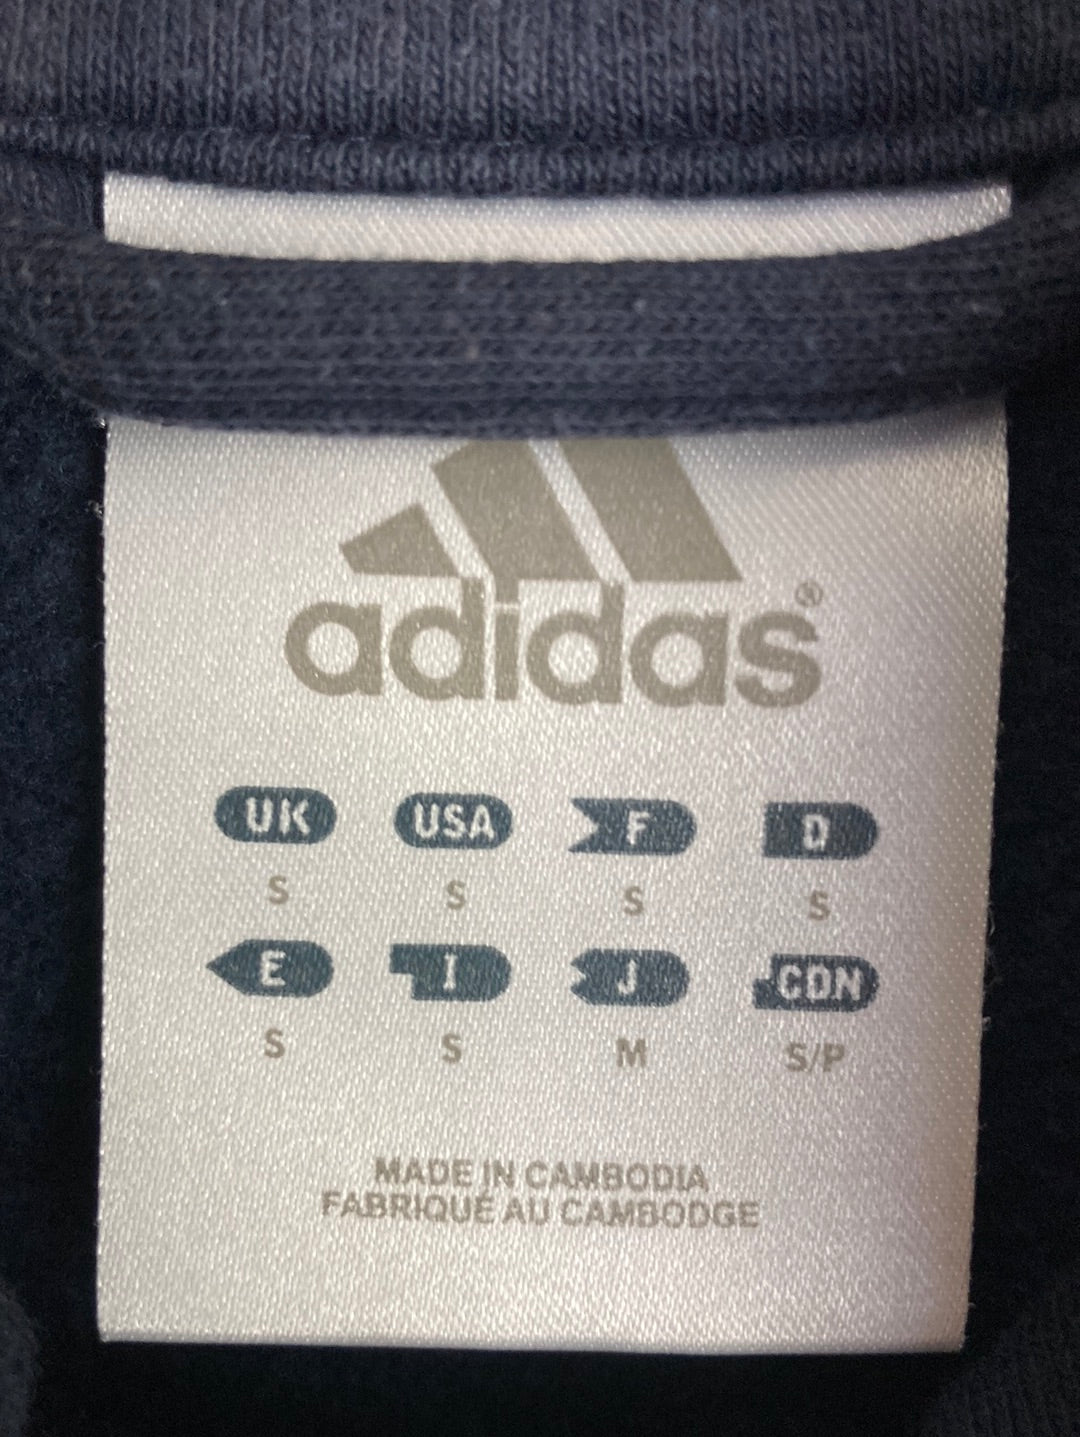 adidas®
UK USA F D
S S S S
E I J CDN
S S M S/P
MADE IN CAMBODIA
FABRIQUÉ AU CAMBODGE